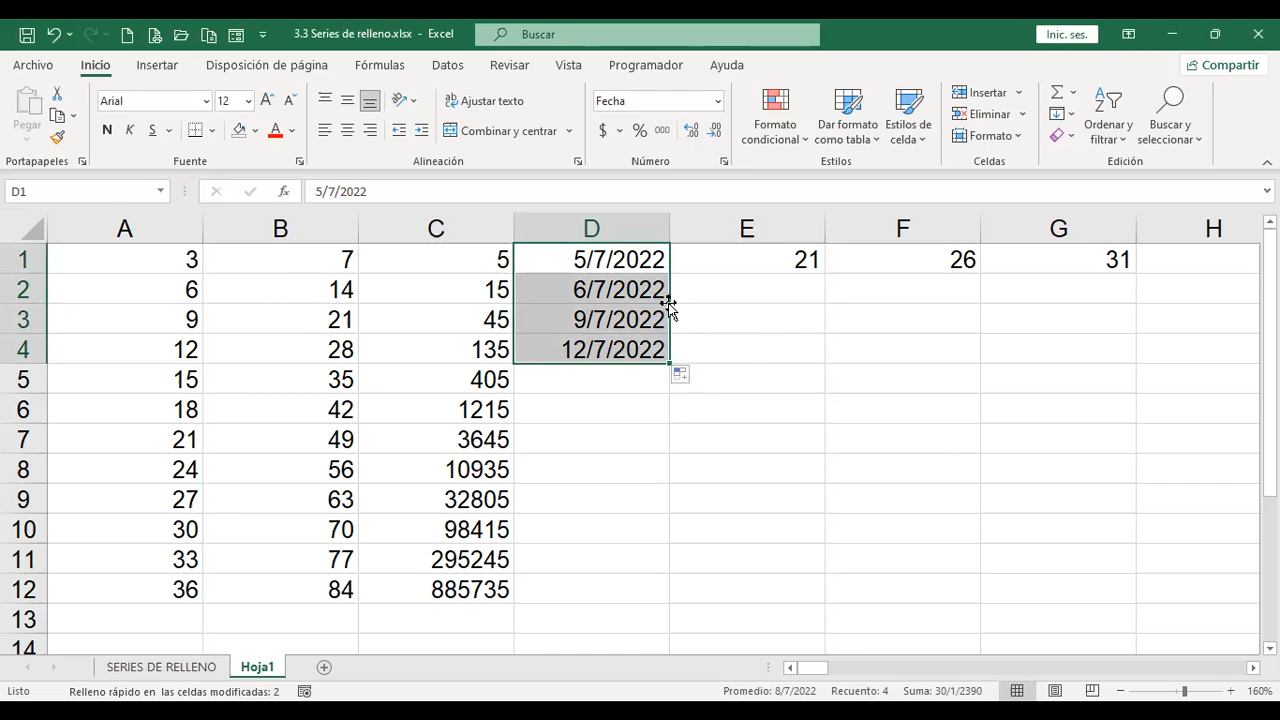 3.3 Series de relleno.xlsx - Excel
Buscar
Inic. ses.
Archivo Inicio Insertar Disposición de página Fórmulas Datos Revisar Vista Programador Ayuda
Compartir
Pegar
Portapapeles
Arial 12
N K S
Fuente
Ajustar texto
Combinar y centrar
Alineación
Fecha
$ % 000
Número
Formato condicional
Dar formato como tabla
Estilos de celda
Estilos
Insertar
Eliminar
Formato
Celdas
Ordenar y filtrar
Buscar y seleccionar
Edición
D1 fx 5/7/2022
A B C D E F G H
1 3 7 5 5/7/2022 21 26 31
2 6 14 15 6/7/2022
3 9 21 45 9/7/2022
4 12 28 135 12/7/2022
5 15 35 405
6 18 42 1215
7 21 49 3645
8 24 56 10935
9 27 63 32805
10 30 70 98415
11 33 77 295245
12 36 84 885735
13
14
SERIES DE RELLENO Hoja1
Listo Relleno rápido en las celdas modificadas: 2 Promedio: 8/7/2022 Recuento: 4 Suma: 30/1/2390 160%